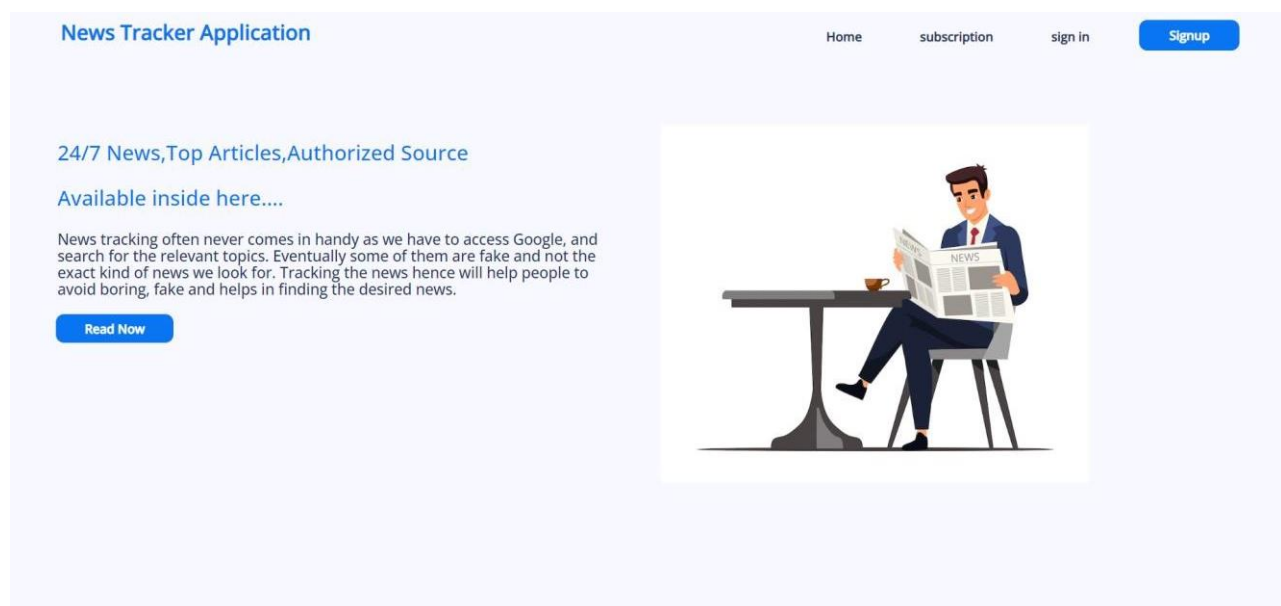 News Tracker Application
Home subscription sign in Signup
24/7 News,Top Articles,Authorized Source
Available inside here....
News tracking often never comes in handy as we have to access Google, and
search for the relevant topics. Eventually some of them are fake and not the
exact kind of news we look for. Tracking the news hence will help people to
avoid boring, fake and helps in finding the desired news.
Read Now
NEWS
NEWS